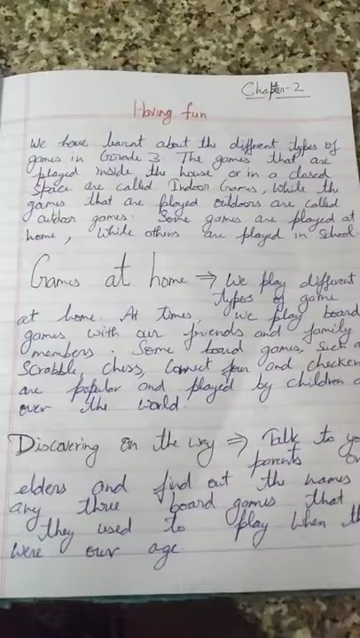 Chapter-2
Having fun
We have learnt about the different types of
games in Grade 3. The games that are
played inside the house or in a closed
space are called Indoor Games, while the
games that are played outdoors are called
outdoor games. Some games are played at
home, while others are played in School.
Games at home → We play different
types of game
at home. At times, we play board
games with our friends and family
members. Some board games, such a
Scrabble, chess, Connect four and checker
are popular and played by children
over the world.
Discovering on the way ⇒ Talk to yo
parents or
elders and find out the names
any three board games that
they used to play when th
were our age